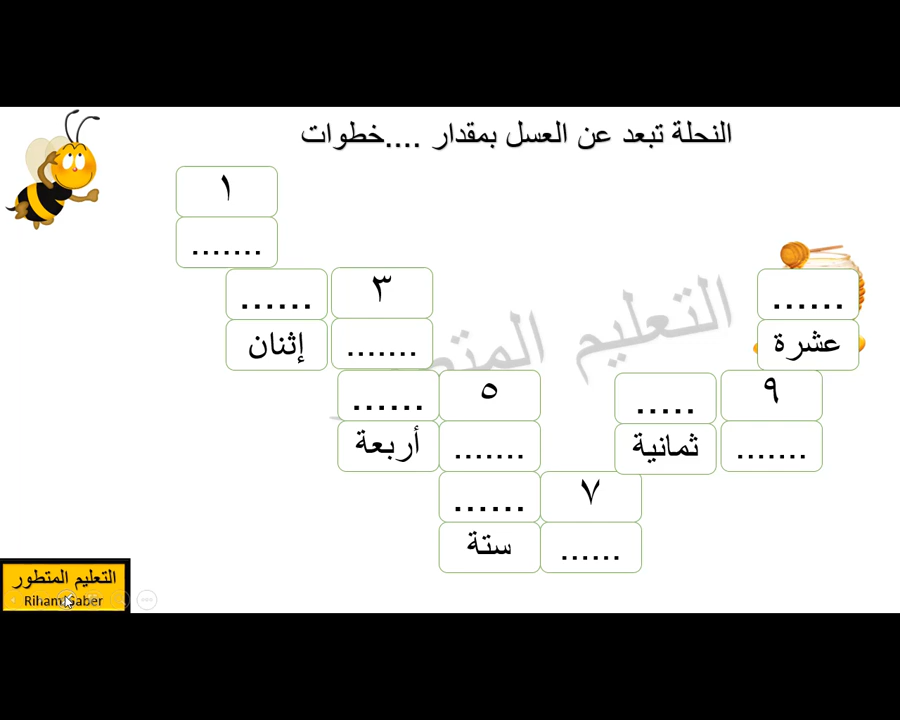 النحلة تبعد عن العسل بمقدار ....خطوات
١
.......
...... ٣
إثنان .......
......
عشرة
...... ٥
أربعة .......
..... ٩
ثمانية .......
...... ٧
ستة ......
التعليم المتطور
التعليم المتطور
Riham Saber